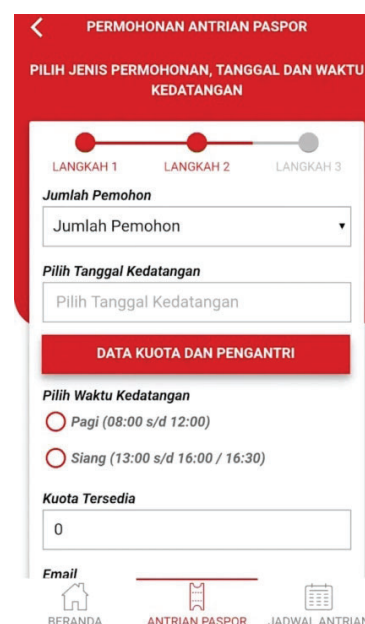 PERMOHONAN ANTRIAN PASPOR
PILIH JENIS PERMOHONAN, TANGGAL DAN WAKTU
KEDATANGAN
LANGKAH 1 LANGKAH 2 LANGKAH 3
Jumlah Pemohon
Jumlah Pemohon
Pilih Tanggal Kedatangan
Pilih Tanggal Kedatangan
DATA KUOTA DAN PENGANTRI
Pilih Waktu Kedatangan
Pagi (08:00 s/d 12:00)
Siang (13:00 s/d 16:00 / 16:30)
Kuota Tersedia
0
Email
BERANDA ANTRIAN PASPOR JADWAL ANTRIAN